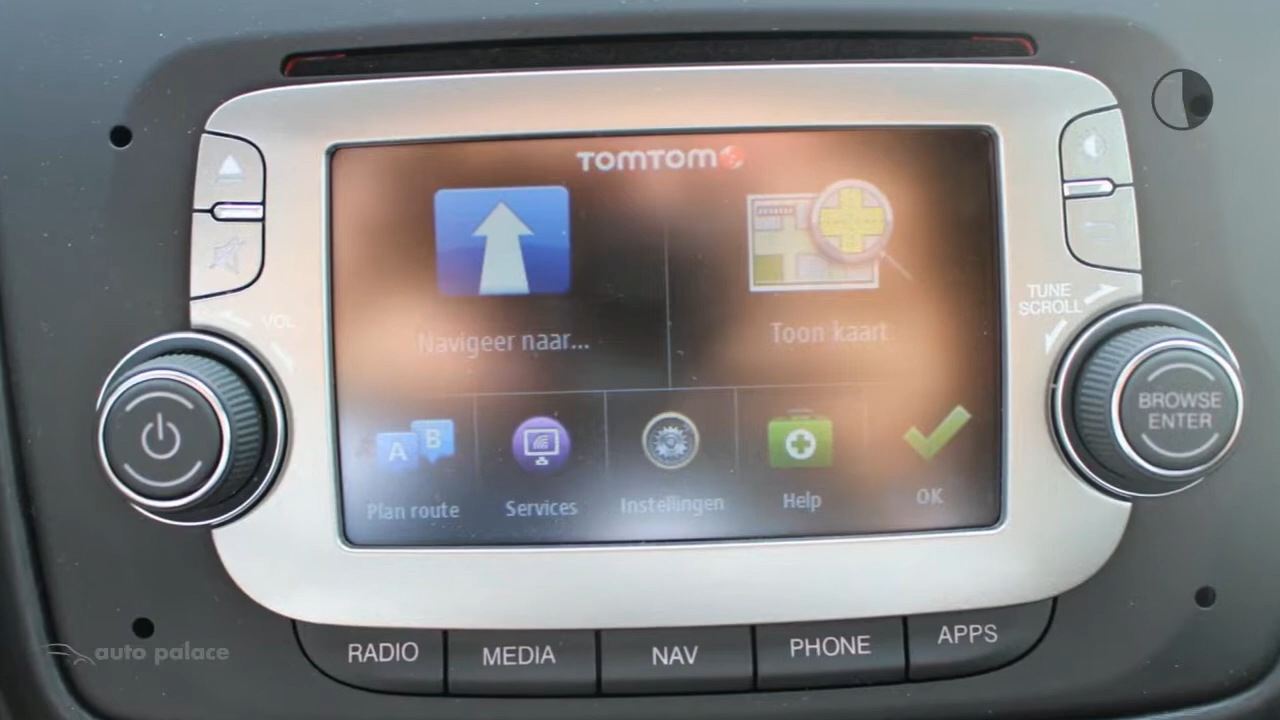 TOMTOM
VOL
TUNE
SCROLL
Navigeer naar...
Toon kaart
BROWSE
ENTER
A B
Plan route
Services
Instellingen
Help
OK
RADIO
MEDIA
NAV
PHONE
APPS
auto palace